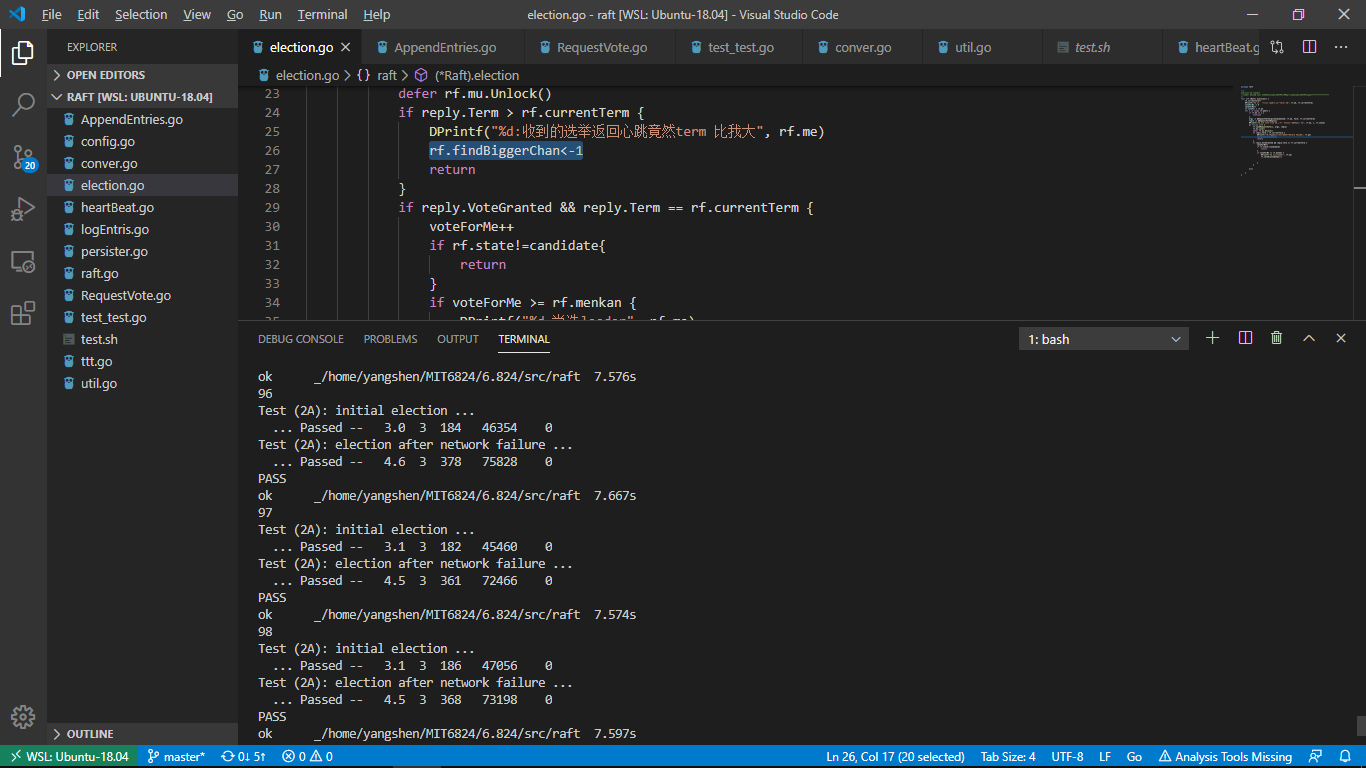 File Edit Selection View Go Run Terminal Help election.go - raft [WSL: Ubuntu-18.04] - Visual Studio Code
EXPLORER
OPEN EDITORS
RAFT [WSL: UBUNTU-18.04]
AppendEntries.go
config.go
conver.go
election.go
heartBeat.go
logEntris.go
persister.go
raft.go
RequestVote.go
test_test.go
test.sh
ttt.go
util.go
OUTLINE
20
election.go AppendEntries.go RequestVote.go test_test.go conver.go util.go test.sh heartBeat.g
election.go > {} raft > (*Raft).election
23 defer rf.mu.Unlock()
24 if reply.Term > rf.currentTerm {
25 DPrintf("%d:收到的选举返回心跳竟然term 比我大", rf.me)
26 rf.findBiggerChan<-1
27 return
28 }
29 if reply.VoteGranted && reply.Term == rf.currentTerm {
30 voteForMe++
31 if rf.state!=candidate{
32 return
33 }
34 if voteForMe >= rf.menkan {
35 DPrintf("%d 当选leader", rf.me)
DEBUG CONSOLE PROBLEMS OUTPUT TERMINAL 1: bash
ok _/home/yangshen/MIT6824/6.824/src/raft 7.576s
96
Test (2A): initial election ...
... Passed -- 3.0 3 184 46354 0
Test (2A): election after network failure ...
... Passed -- 4.6 3 378 75828 0
PASS
ok _/home/yangshen/MIT6824/6.824/src/raft 7.667s
97
Test (2A): initial election ...
... Passed -- 3.1 3 182 45460 0
Test (2A): election after network failure ...
... Passed -- 4.5 3 361 72466 0
PASS
ok _/home/yangshen/MIT6824/6.824/src/raft 7.574s
98
Test (2A): initial election ...
... Passed -- 3.1 3 186 47056 0
Test (2A): election after network failure ...
... Passed -- 4.5 3 368 73198 0
PASS
ok _/home/yangshen/MIT6824/6.824/src/raft 7.597s
WSL: Ubuntu-18.04 master* 0↓ 5↑ 0 0 Ln 26, Col 17 (20 selected) Tab Size: 4 UTF-8 LF Go Analysis Tools Missing